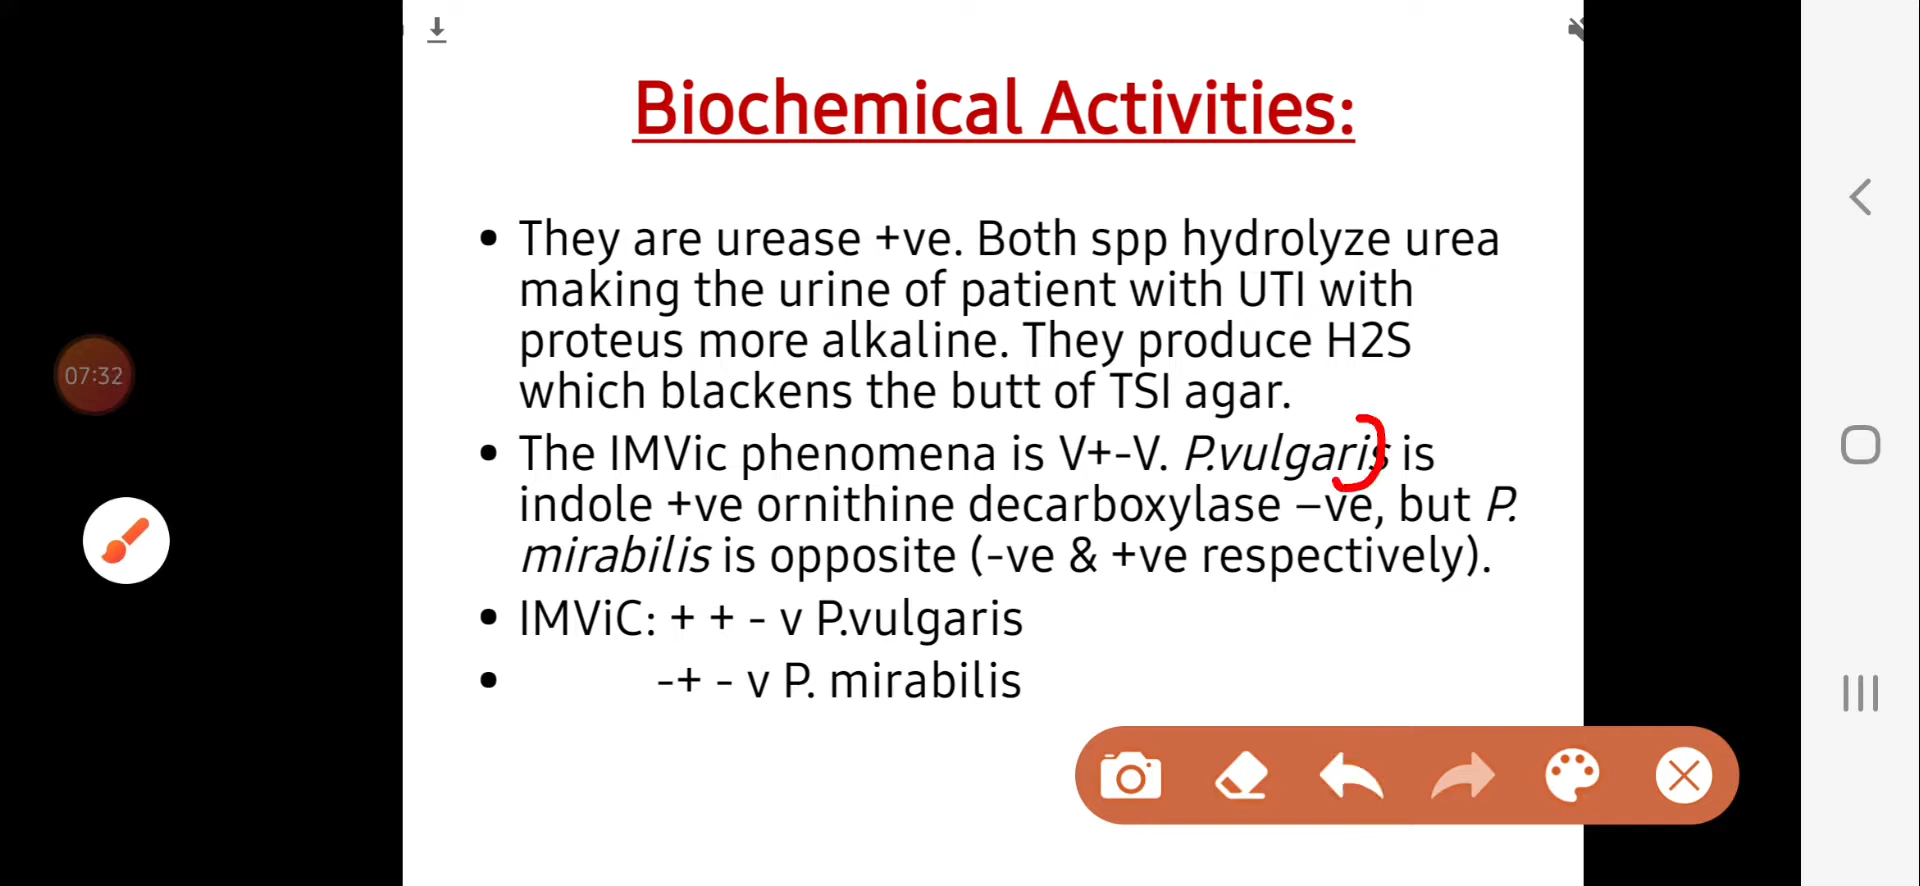 Biochemical Activities:
• They are urease +ve. Both spp hydrolyze urea
making the urine of patient with UTI with
proteus more alkaline. They produce H2S
which blackens the butt of TSI agar.
• The IMVic phenomena is V+-V. P.vulgaris is
indole +ve ornithine decarboxylase –ve, but P.
mirabilis is opposite (-ve & +ve respectively).
• IMViC: + + - v P.vulgaris
• -+ - v P. mirabilis
07:32